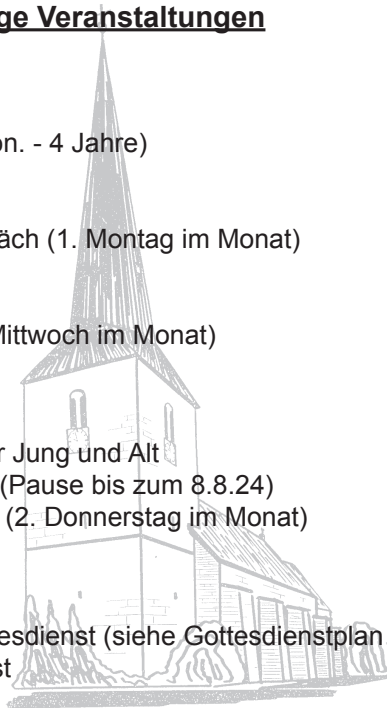 ge Veranstaltungen
on. - 4 Jahre)
äch (1. Montag im Monat)
Mittwoch im Monat)
r Jung und Alt
(Pause bis zum 8.8.24)
(2. Donnerstag im Monat)
esdienst (siehe Gottesdienstplan
st